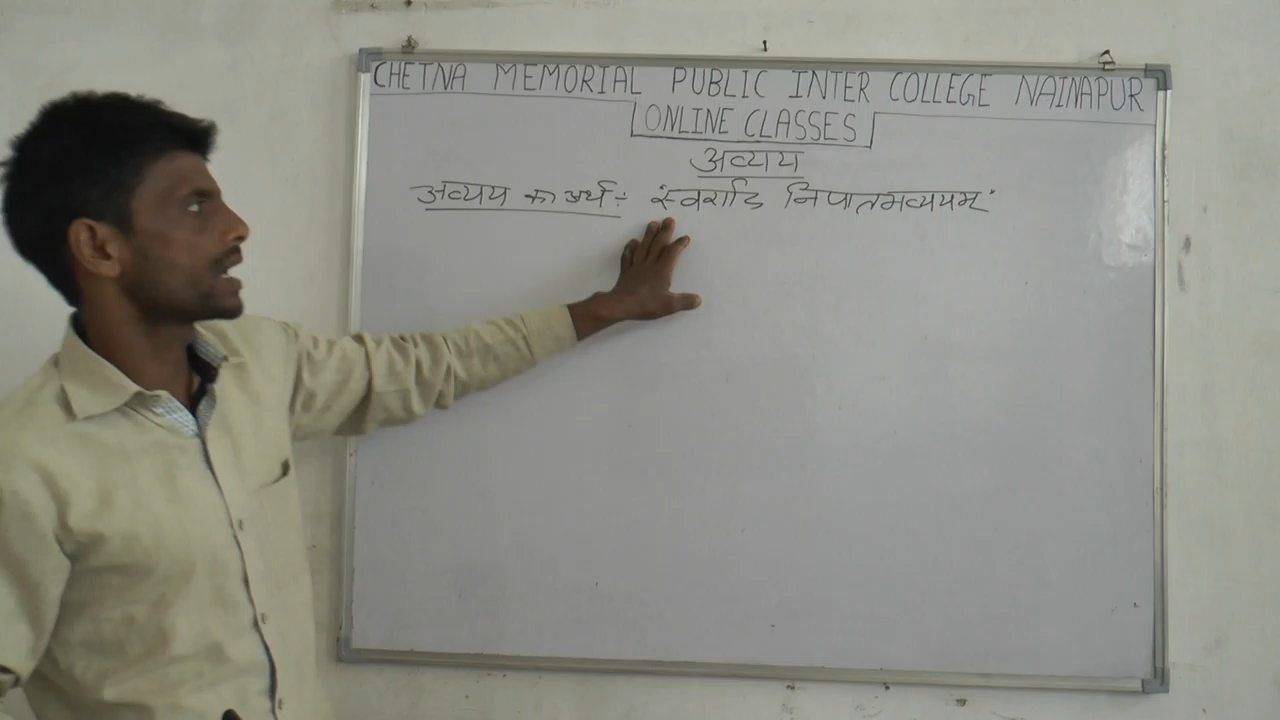 CHETNA MEMORIAL PUBLIC INTER COLLEGE NAINAPUR
ONLINE CLASSES
अव्यय
अव्यय का अर्थ ÷ "स्वरादि निपातमव्ययम्"